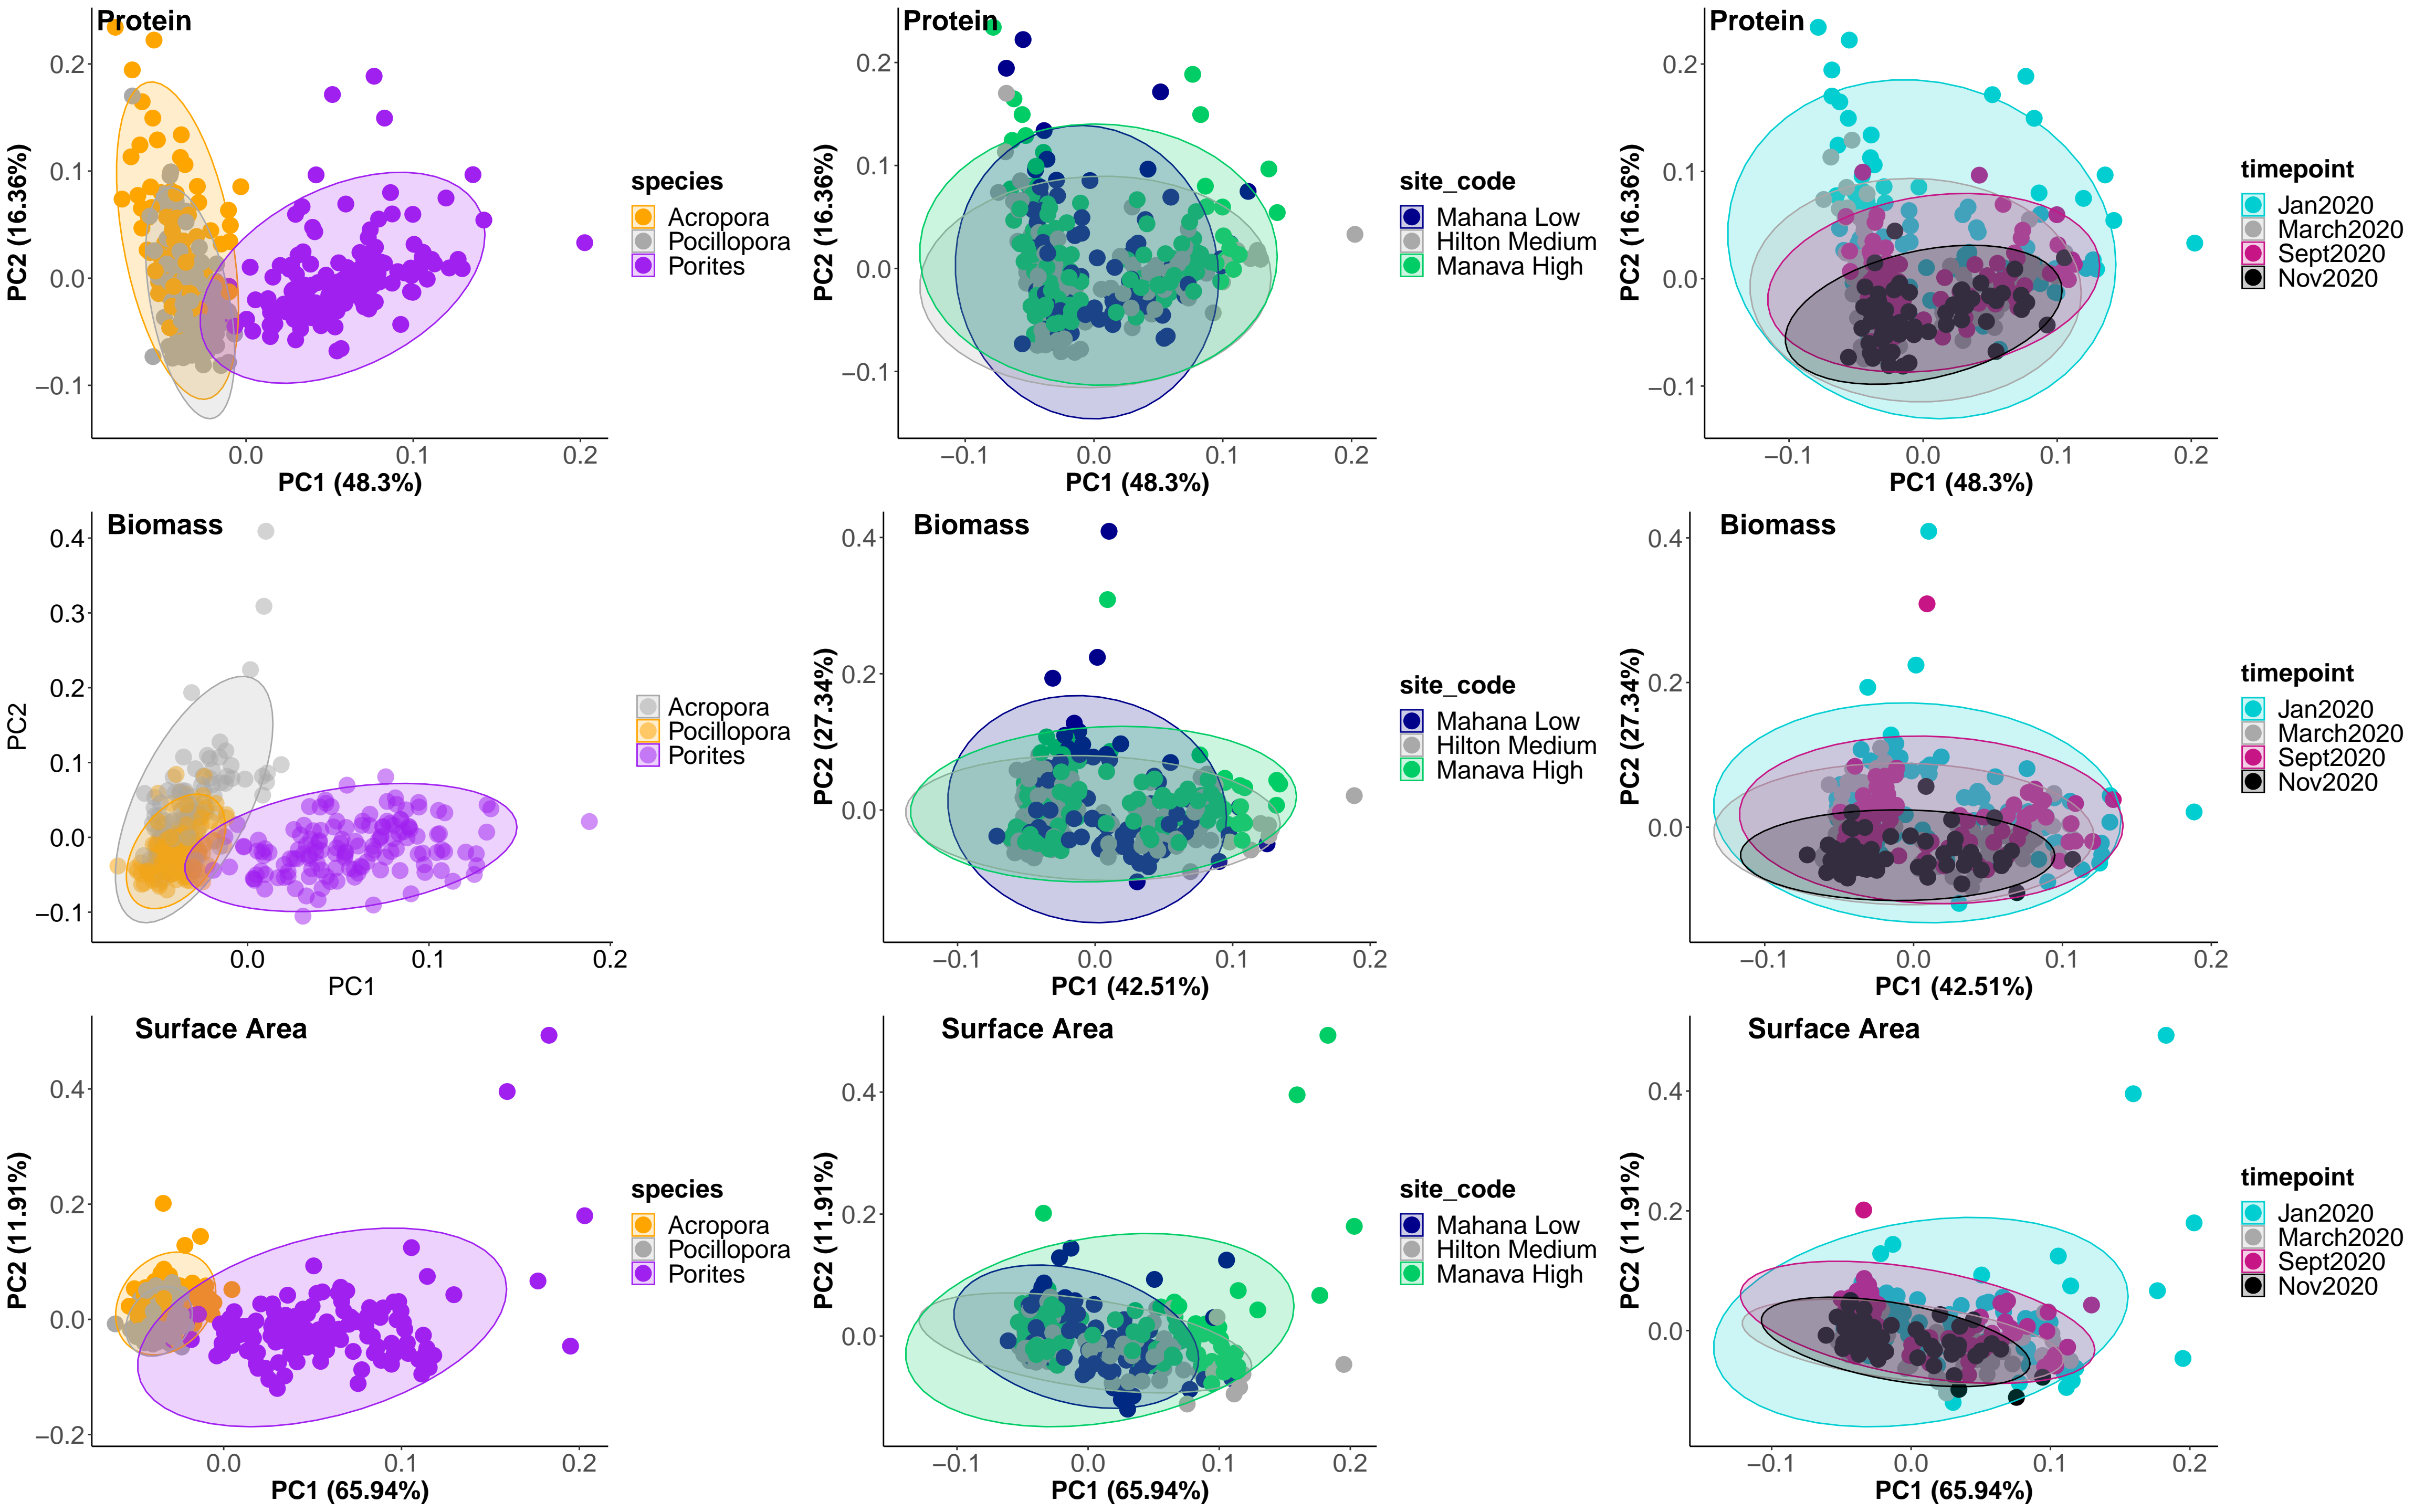 Protein
PC2 (16.36%)
0.2
0.1
0.0
−0.1
0.0
0.1
0.2
PC1 (48.3%)
species
Acropora
Pocillopora
Porites
Protein
PC2 (16.36%)
0.2
0.1
0.0
−0.1
−0.1
0.0
0.1
0.2
PC1 (48.3%)
site_code
Mahana Low
Hilton Medium
Manava High
Protein
PC2 (16.36%)
0.2
0.1
0.0
−0.1
−0.1
0.0
0.1
0.2
PC1 (48.3%)
timepoint
Jan2020
March2020
Sept2020
Nov2020
Biomass
PC2
0.4
0.3
0.2
0.1
0.0
−0.1
0.0
0.1
0.2
PC1
Acropora
Pocillopora
Porites
Biomass
PC2 (27.34%)
0.4
0.2
0.0
−0.1
0.0
0.1
0.2
PC1 (42.51%)
site_code
Mahana Low
Hilton Medium
Manava High
Biomass
PC2 (27.34%)
0.4
0.2
0.0
−0.1
0.0
0.1
0.2
PC1 (42.51%)
timepoint
Jan2020
March2020
Sept2020
Nov2020
Surface Area
PC2 (11.91%)
0.4
0.2
0.0
−0.2
0.0
0.1
0.2
PC1 (65.94%)
species
Acropora
Pocillopora
Porites
Surface Area
PC2 (11.91%)
0.4
0.2
0.0
−0.1
0.0
0.1
0.2
PC1 (65.94%)
site_code
Mahana Low
Hilton Medium
Manava High
Surface Area
PC2 (11.91%)
0.4
0.2
0.0
−0.1
0.0
0.1
0.2
PC1 (65.94%)
timepoint
Jan2020
March2020
Sept2020
Nov2020